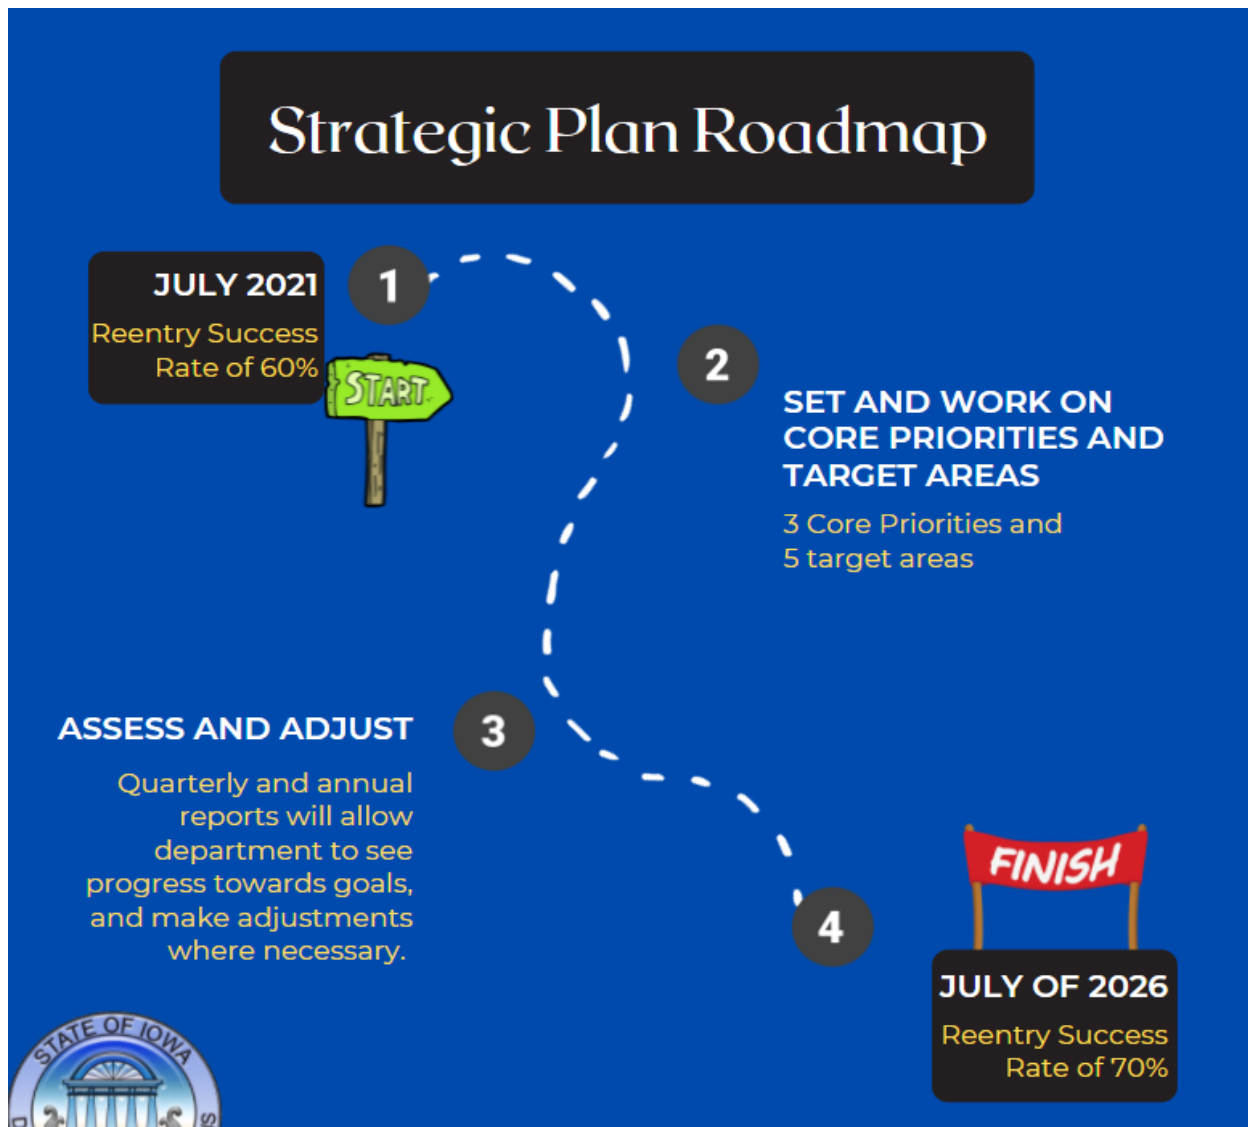 Strategic Plan Roadmap
JULY 2021
Reentry Success
Rate of 60%
1
START
2
SET AND WORK ON
CORE PRIORITIES AND
TARGET AREAS
3 Core Priorities and
5 target areas
3
ASSESS AND ADJUST
Quarterly and annual
reports will allow
department to see
progress towards goals,
and make adjustments
where necessary.
4
FINISH
JULY OF 2026
Reentry Success
Rate of 70%
STATE OF IOWA